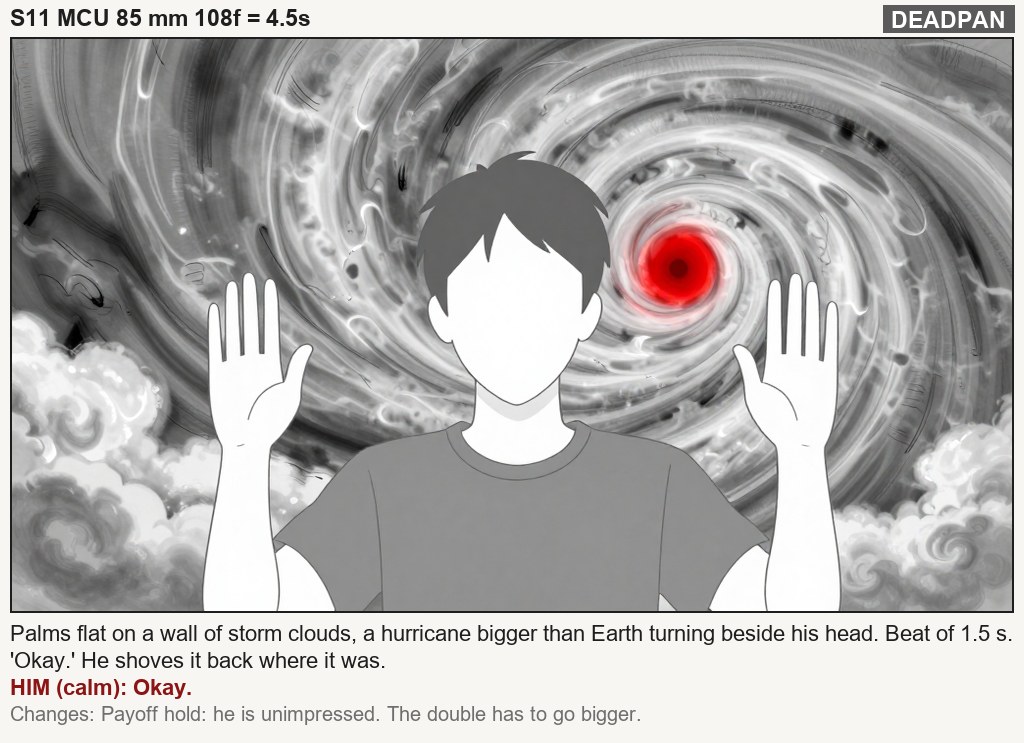 S11 MCU 85 mm 108f = 4.5s
DEADPAN
Palms flat on a wall of storm clouds, a hurricane bigger than Earth turning beside his head. Beat of 1.5 s.
'Okay.' He shoves it back where it was.
HIM (calm): Okay.
Changes: Payoff hold: he is unimpressed. The double has to go bigger.